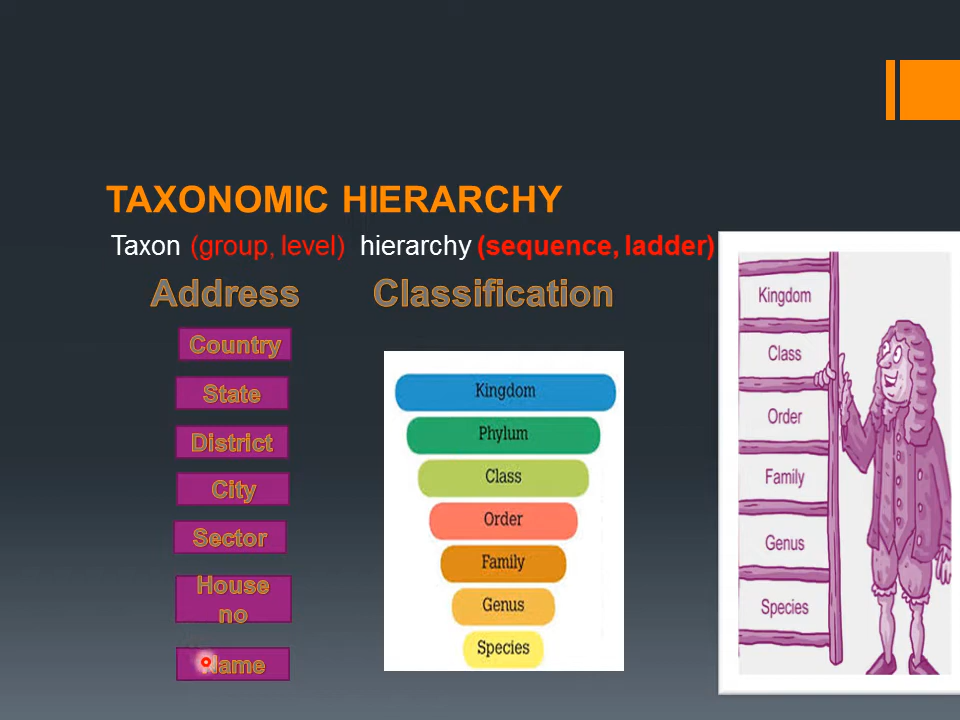 TAXONOMIC HIERARCHY
Taxon (group, level) hierarchy (sequence, ladder)
Address
Country
State
District
City
Sector
House
no
Name
Classification
Kingdom
Phylum
Class
Order
Family
Genus
Species
Kingdom
Class
Order
Family
Genus
Species